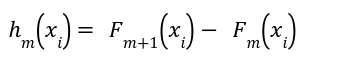 h_m(x_i) = F_{m+1}(x_i) − F_m(x_i)